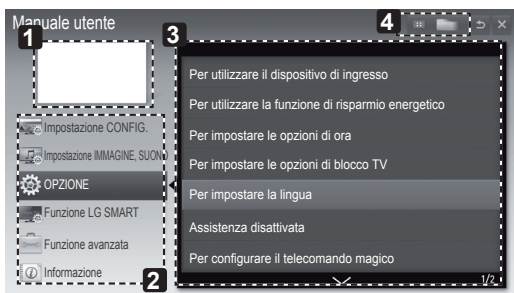 Manuale utente
4
1
3
Impostazione CONFIG.
Impostazione IMMAGINE, SUONO
OPZIONE
Funzione LG SMART
Funzione avanzata
Informazione
2
Per utilizzare il dispositivo di ingresso
Per utilizzare la funzione di risparmio energetico
Per impostare le opzioni di ora
Per impostare le opzioni di blocco TV
Per impostare la lingua
Assistenza disattivata
Per configurare il telecomando magico
1/2